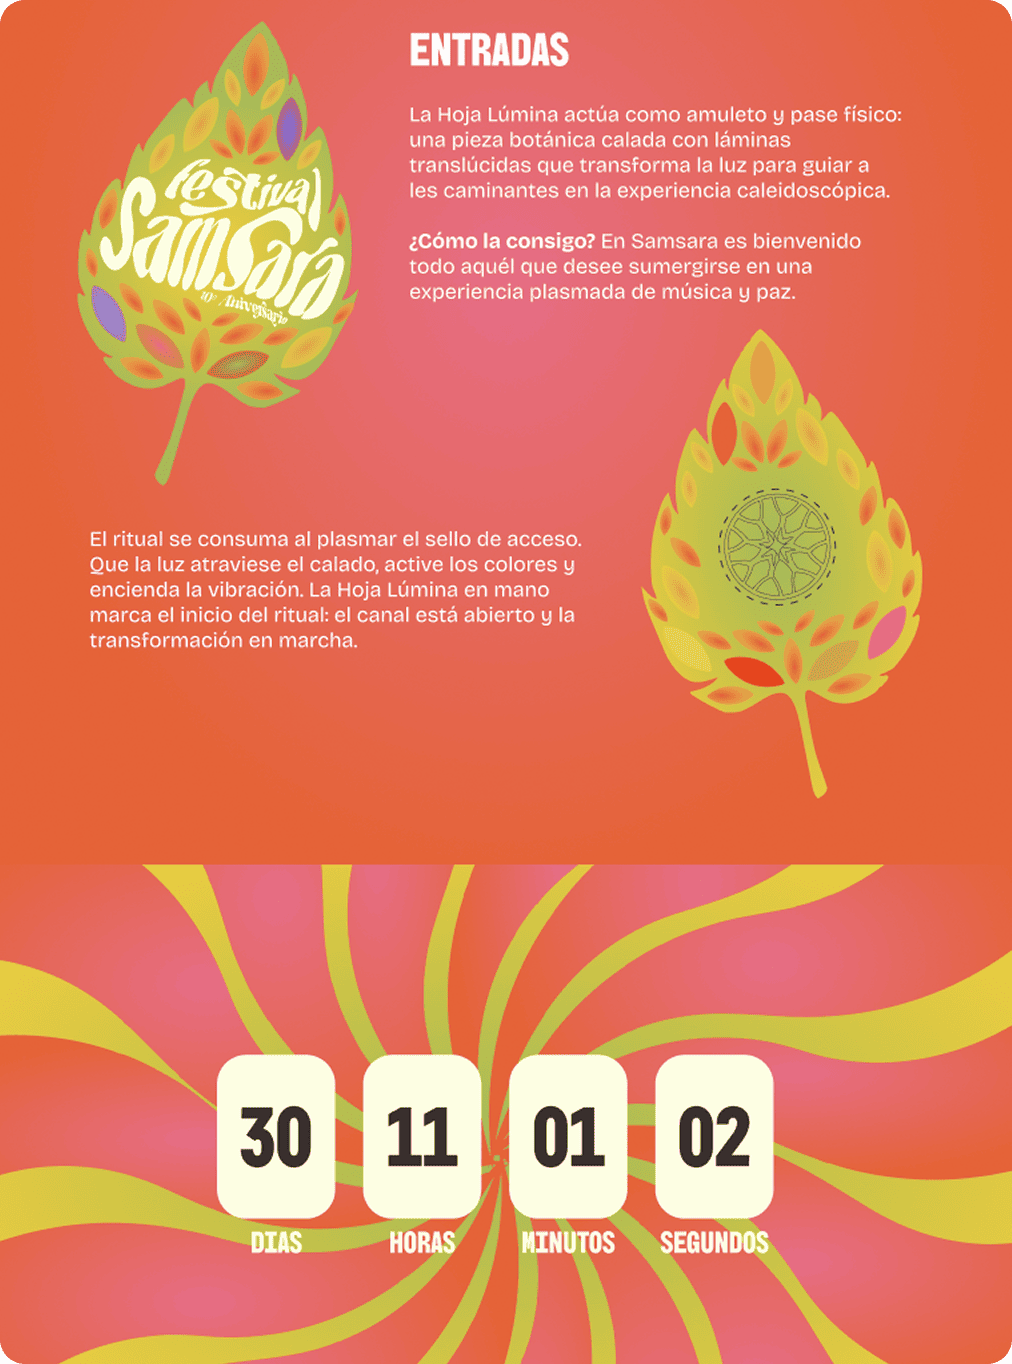 ENTRADAS
La Hoja Lúmina actúa como amuleto y pase físico:
una pieza botánica calada con láminas
translúcidas que transforma la luz para guiar a
les caminantes en la experiencia caleidoscópica.
¿Cómo la consigo? En Samsara es bienvenido
todo aquél que desee sumergirse en una
experiencia plasmada de música y paz.
festival
Samsara
10º Aniversario
El ritual se consuma al plasmar el sello de acceso.
Que la luz atraviese el calado, active los colores y
encienda la vibración. La Hoja Lúmina en mano
marca el inicio del ritual: el canal está abierto y la
transformación en marcha.
30 11 01 02
DIAS HORAS MINUTOS SEGUNDOS